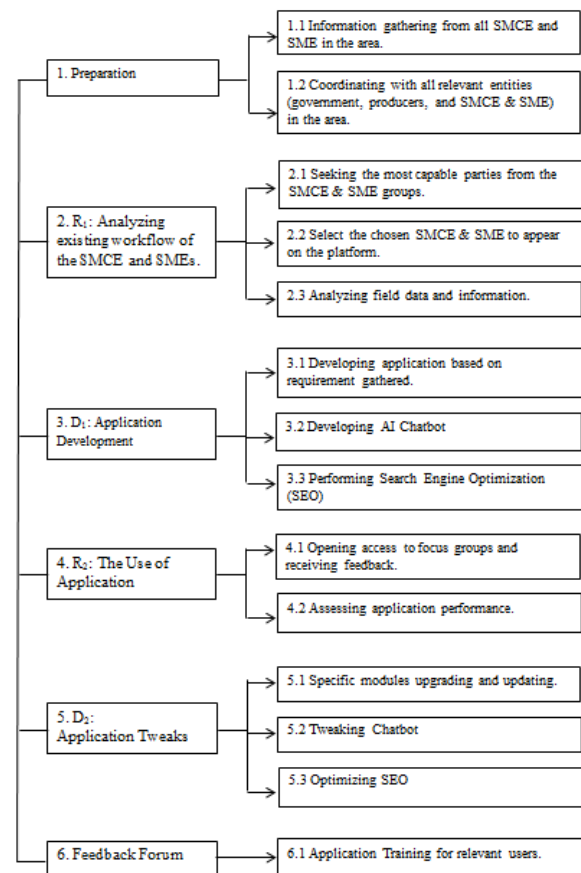 1. Preparation
1.1 Information gathering from all SMCE and
SME in the area.
1.2 Coordinating with all relevant entities
(government, producers, and SMCE & SME)
in the area.
2. R₁: Analyzing
existing workflow of
the SMCE and SMEs.
2.1 Seeking the most capable parties from the
SMCE & SME groups.
2.2 Select the chosen SMCE & SME to appear
on the platform.
2.3 Analyzing field data and information.
3. D₁: Application
Development
3.1 Developing application based on
requirement gathered.
3.2 Developing AI Chatbot
3.3 Performing Search Engine Optimization
(SEO)
4. R₂: The Use of
Application
4.1 Opening access to focus groups and
receiving feedback.
4.2 Assessing application performance.
5. D₂:
Application Tweaks
5.1 Specific modules upgrading and updating.
5.2 Tweaking Chatbot
5.3 Optimizing SEO
6. Feedback Forum
6.1 Application Training for relevant users.